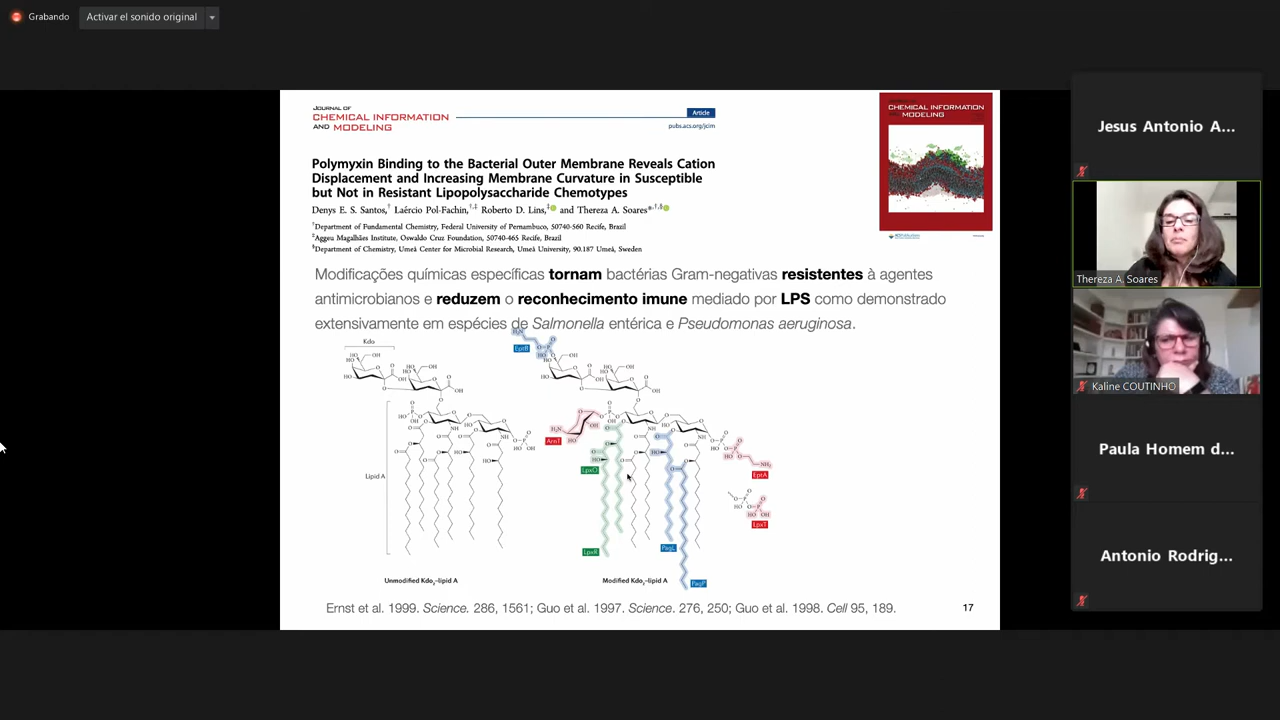 Grabando
Activar el sonido original
JOURNAL OF
CHEMICAL INFORMATION
AND MODELING
Article
pubs.acs.org/jcim
CHEMICAL INFORMATION
AND MODELING
Polymyxin Binding to the Bacterial Outer Membrane Reveals Cation
Displacement and Increasing Membrane Curvature in Susceptible
but Not in Resistant Lipopolysaccharide Chemotypes
Denys E. S. Santos,† Laércio Pol-Fachin,†,‡ Roberto D. Lins,‡ and Thereza A. Soares*,†,§
†Department of Fundamental Chemistry, Federal University of Pernambuco, 50740-560 Recife, Brazil
‡Aggeu Magalhães Institute, Oswaldo Cruz Foundation, 50740-465 Recife, Brazil
§Department of Chemistry, Umeå Center for Microbial Research, Umeå University, 90.187 Umeå, Sweden
Modificações químicas específicas tornam bactérias Gram-negativas resistentes à agentes
antimicrobianos e reduzem o reconhecimento imune mediado por LPS como demonstrado
extensivamente em espécies de Salmonella entérica e Pseudomonas aeruginosa.
Kdo
EptB
ArnT
LpxO
Lipid A
EptA
LpxT
LpxR
PagL
PagP
Unmodified Kdo₂-lipid A
Modified Kdo₂-lipid A
Ernst et al. 1999. Science. 286, 1561; Guo et al. 1997. Science. 276, 250; Guo et al. 1998. Cell 95, 189.
17
Jesus Antonio A...
Thereza A. Soares
Kaline COUTINHO
Paula Homem d...
Antonio Rodrig...